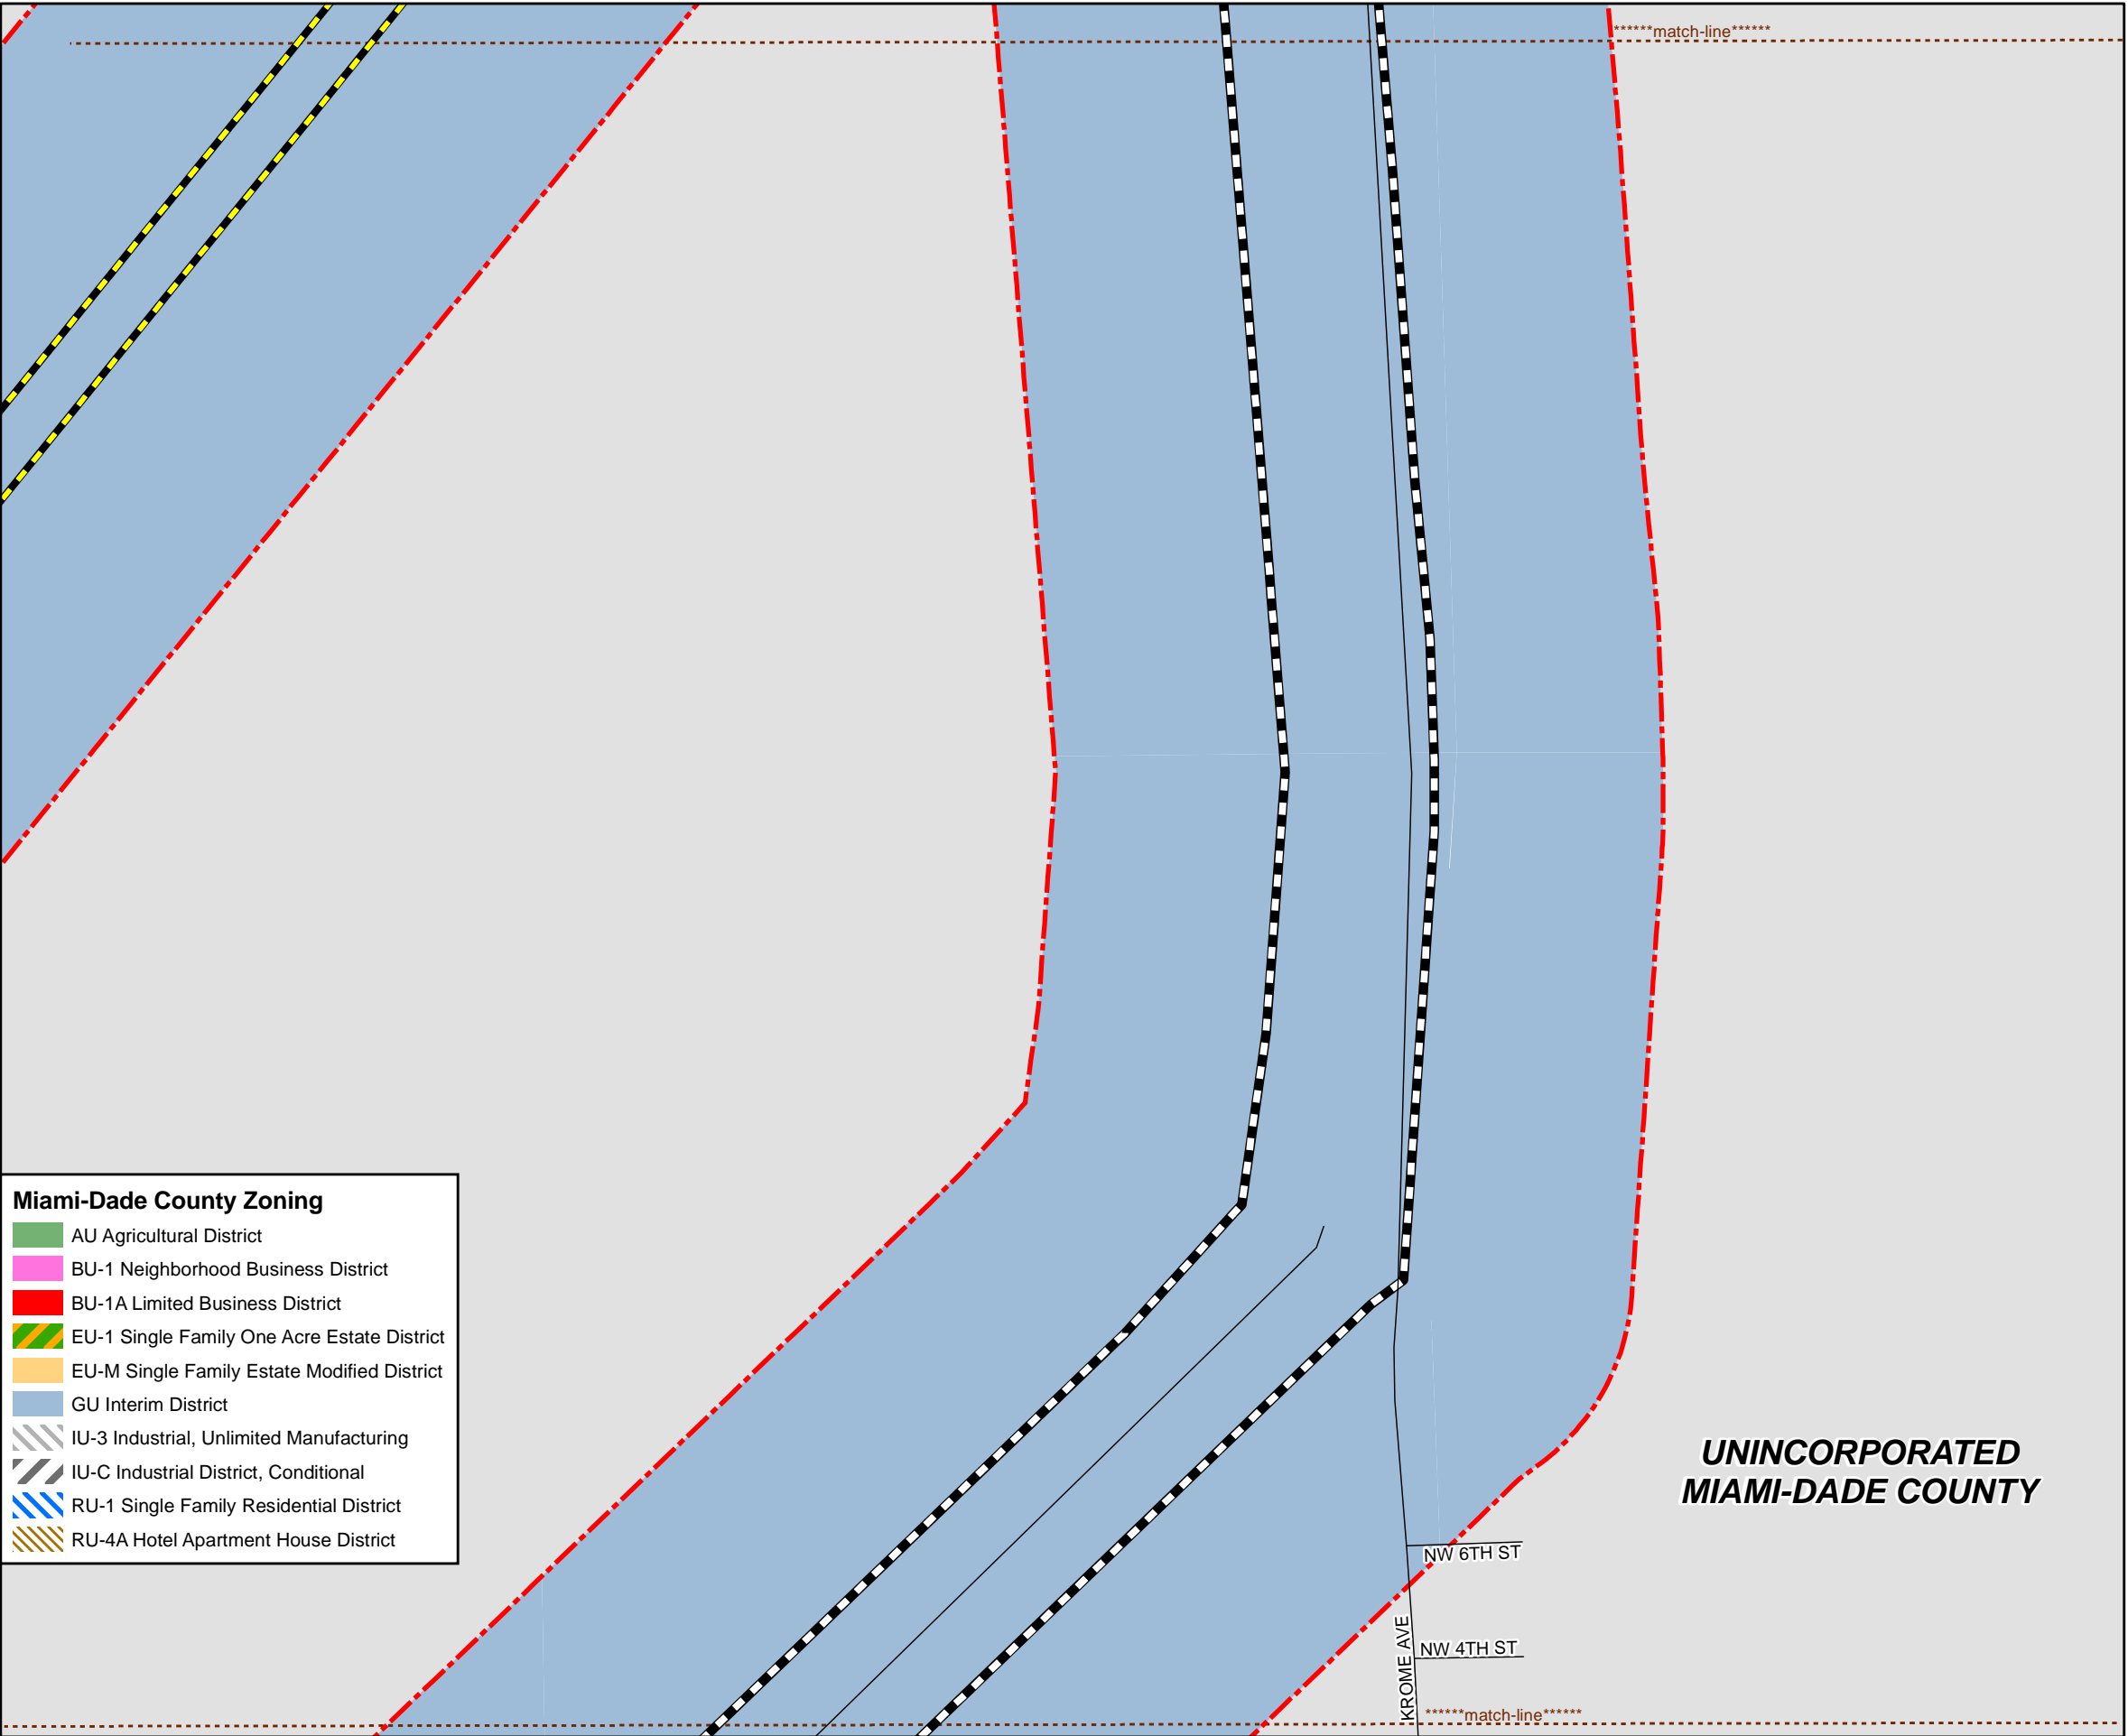 ******match-line******
Miami-Dade County Zoning
AU Agricultural District
BU-1 Neighborhood Business District
BU-1A Limited Business District
EU-1 Single Family One Acre Estate District
EU-M Single Family Estate Modified District
GU Interim District
IU-3 Industrial, Unlimited Manufacturing
IU-C Industrial District, Conditional
RU-1 Single Family Residential District
RU-4A Hotel Apartment House District
UNINCORPORATED
MIAMI-DADE COUNTY
NW 6TH ST
NW 4TH ST
KROME AVE
******match-line******